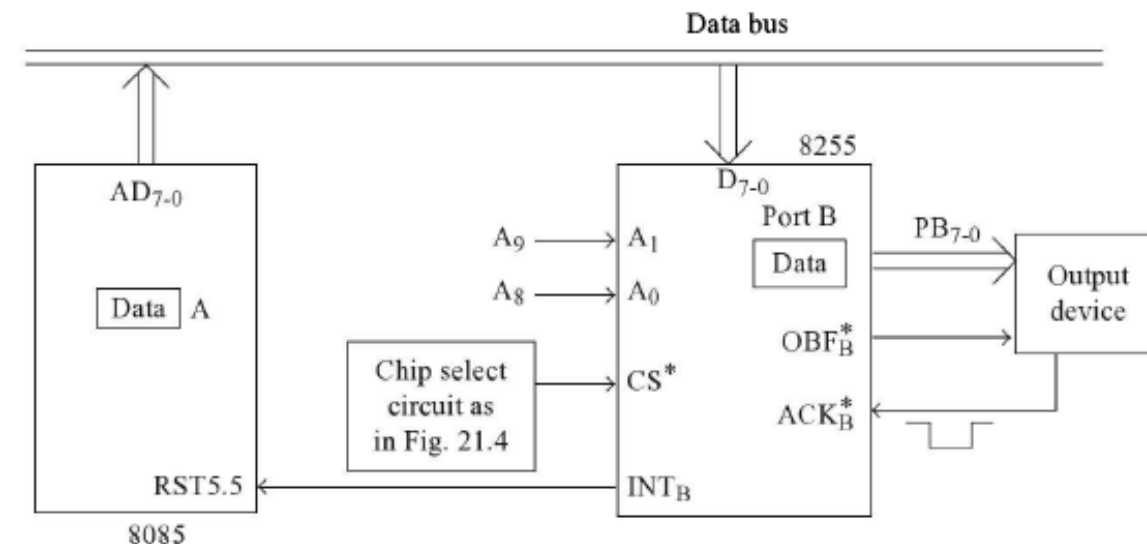 Data bus
8255
AD7-0
D7-0
Port B
PB7-0
A9
A1
Data
Output
device
Data
A
A8
A0
OBF*B
Chip select
circuit as
in Fig. 21.4
CS*
ACK*B
RST5.5
INTB
8085